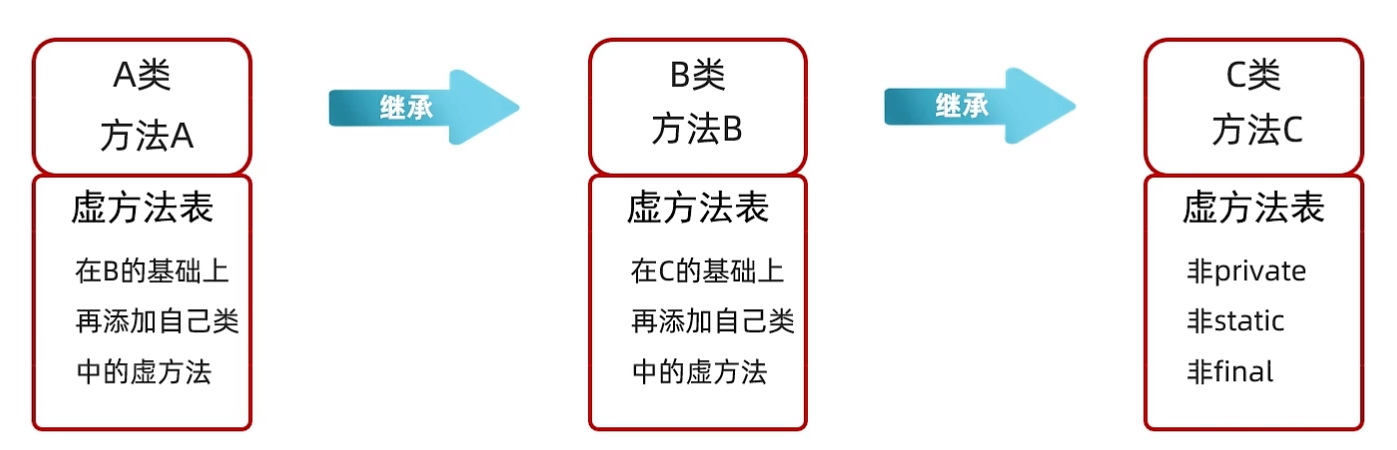 A类
方法A
虚方法表
在B的基础上
再添加自己类
中的虚方法
继承
B类
方法B
虚方法表
在C的基础上
再添加自己类
中的虚方法
继承
C类
方法C
虚方法表
非private
非static
非final